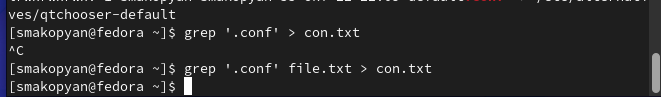 ves/qtchooser-default
[smakopyan@fedora ~]$ grep '.conf' > con.txt
^C
[smakopyan@fedora ~]$ grep '.conf' file.txt > con.txt
[smakopyan@fedora ~]$